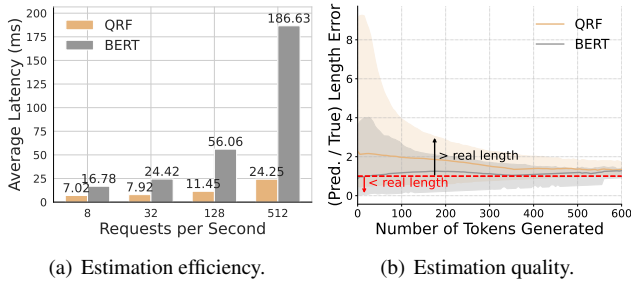 Average Latency (ms)
200
175
150
125
100
75
50
25
0
QRF
BERT
7.02
16.78
7.92
24.42
11.45
56.06
24.25
186.63
8
32
128
512
Requests per Second
(a) Estimation efficiency.
(Pred. / True) Length Error
8
6
4
2
0
QRF
BERT
> real length
< real length
0
100
200
300
400
500
600
Number of Tokens Generated
(b) Estimation quality.